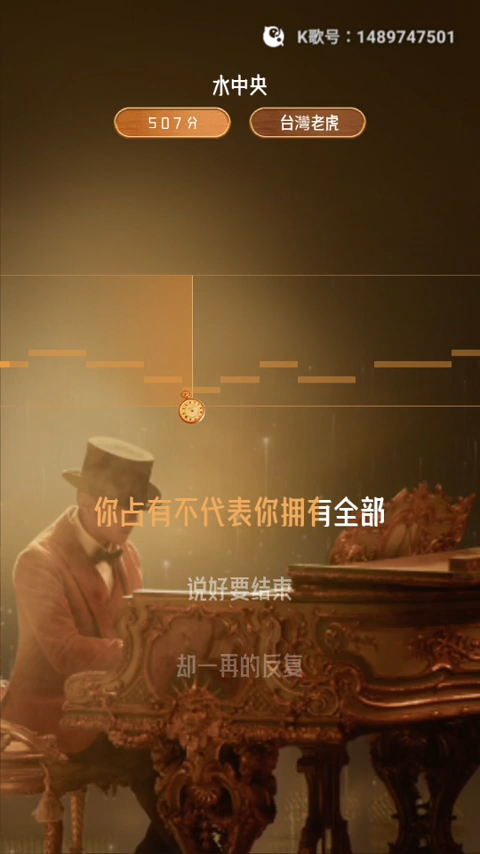 K歌号：1489747501
水中央
507分
台灣老虎
你占有不代表你拥有全部
说好要结束
却一再的反复